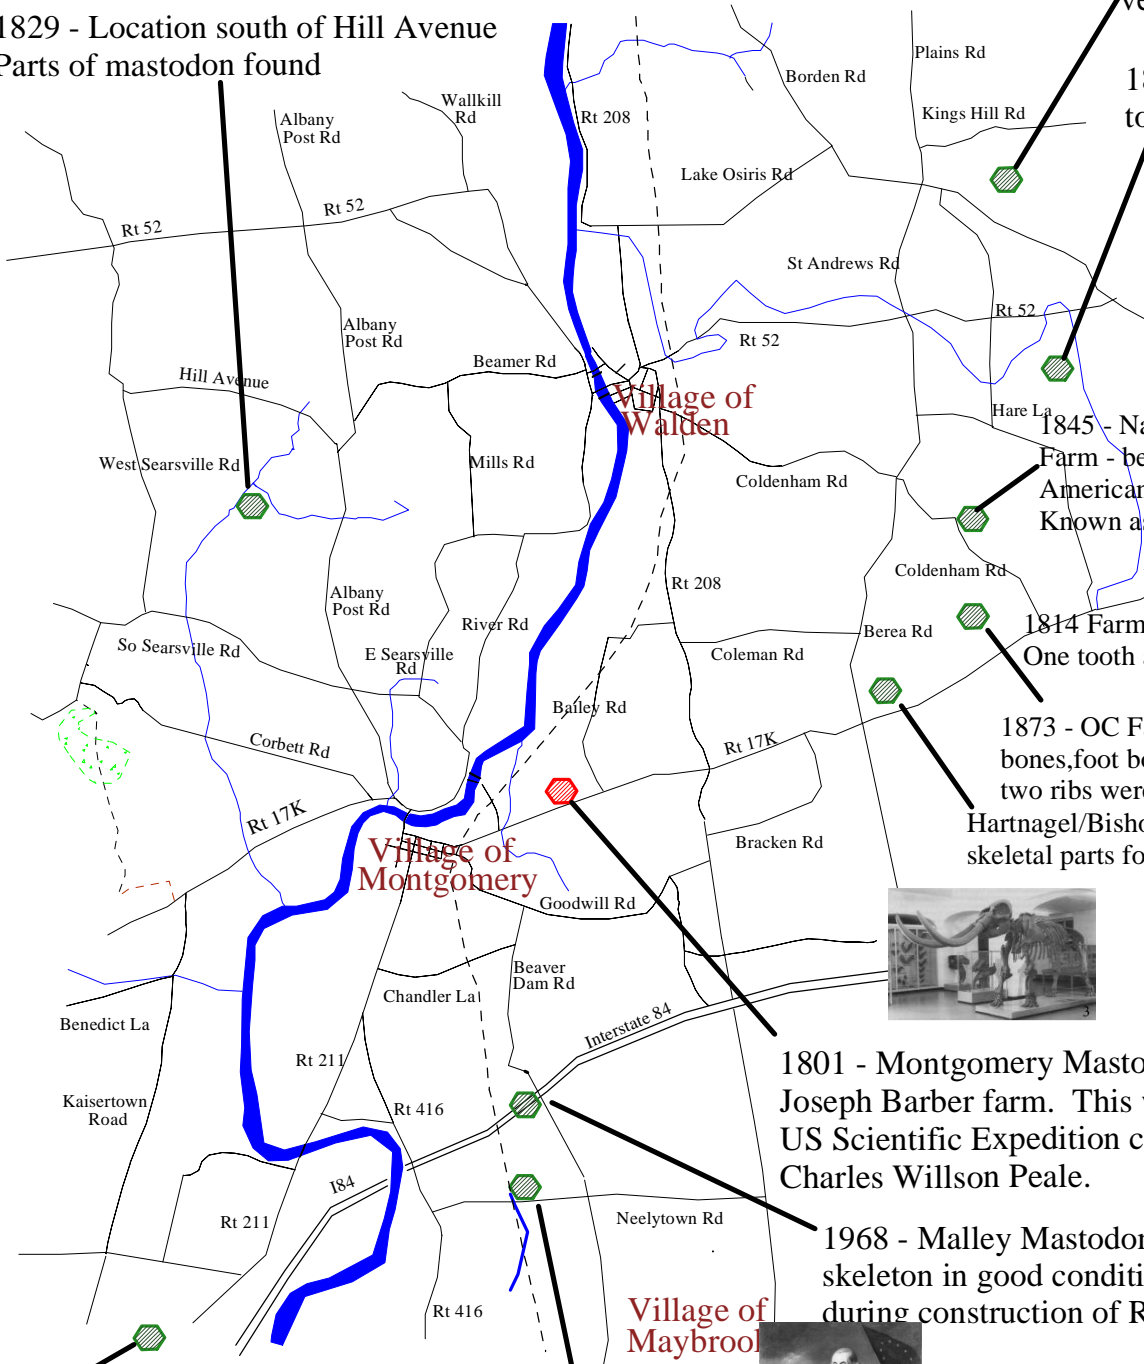 1829 - Location south of Hill Avenue
Parts of mastodon found
Plains Rd
Borden Rd
Wallkill
Rd
Albany
Post Rd
Rt 208
Kings Hill Rd
Lake Osiris Rd
Rt 52
Rt 52
St Andrews Rd
Rt 52
Albany
Post Rd
Rt 52
Beamer Rd
Hill Avenue
Village of
Walden
Hare La
1845 - Na
Farm - be
American
Known as
West Searsville Rd
Mills Rd
Coldenham Rd
Coldenham Rd
Rt 208
Albany
Post Rd
River Rd
Berea Rd
1814 Farm
One tooth
So Searsville Rd
E Searsville
Rd
Coleman Rd
Bailey Rd
1873 - OC F
bones,foot bo
two ribs were
Hartnagel/Bisho
skeletal parts fo
Corbett Rd
Rt 17K
Rt 17K
Bracken Rd
Village of
Montgomery
Goodwill Rd
Beaver
Dam Rd
Chandler La
3
Benedict La
Interstate 84
Rt 211
1801 - Montgomery Masto
Joseph Barber farm. This
US Scientific Expedition c
Charles Willson Peale.
Kaisertown
Road
Rt 416
I84
Rt 211
Neelytown Rd
1968 - Malley Mastodon
skeleton in good conditi
during construction of R
Rt 416
Village of
Maybrook